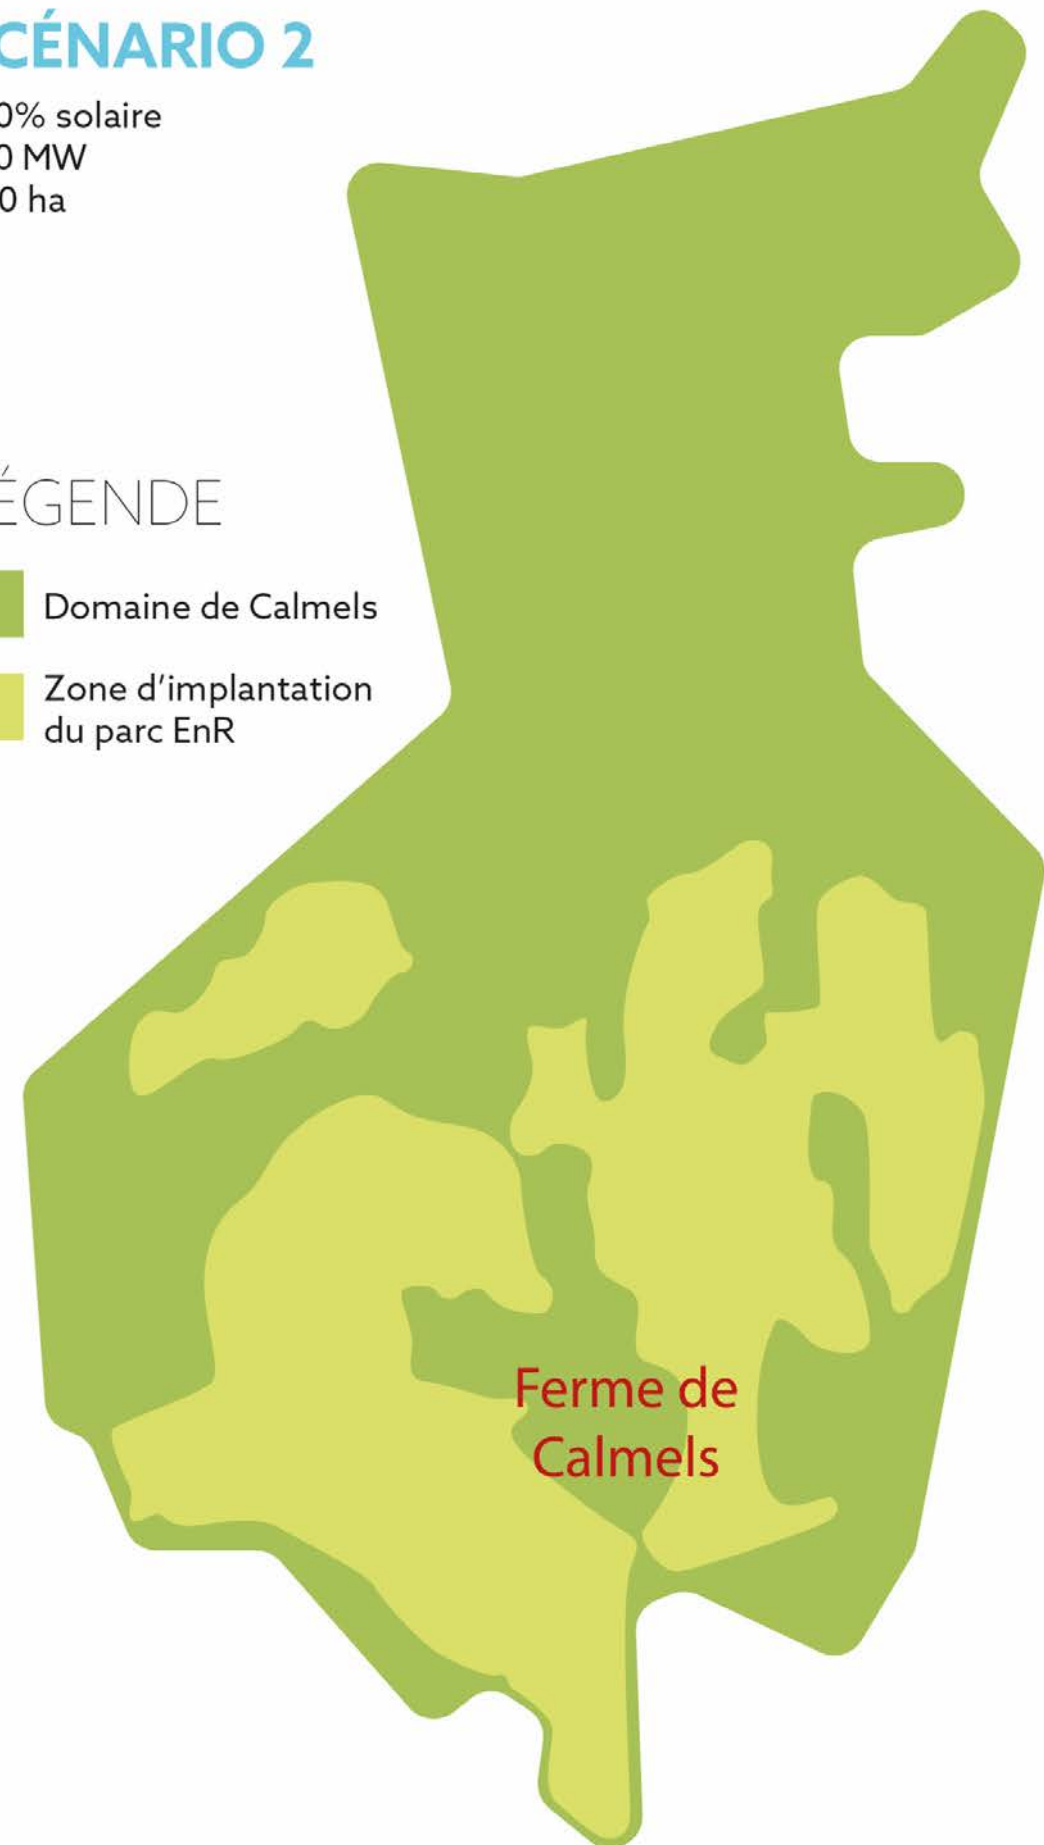 CÉNARIO 2
0% solaire
0 MW
0 ha
ÉGENDE
Domaine de Calmels
Zone d'implantation
du parc EnR
Ferme de
Calmels